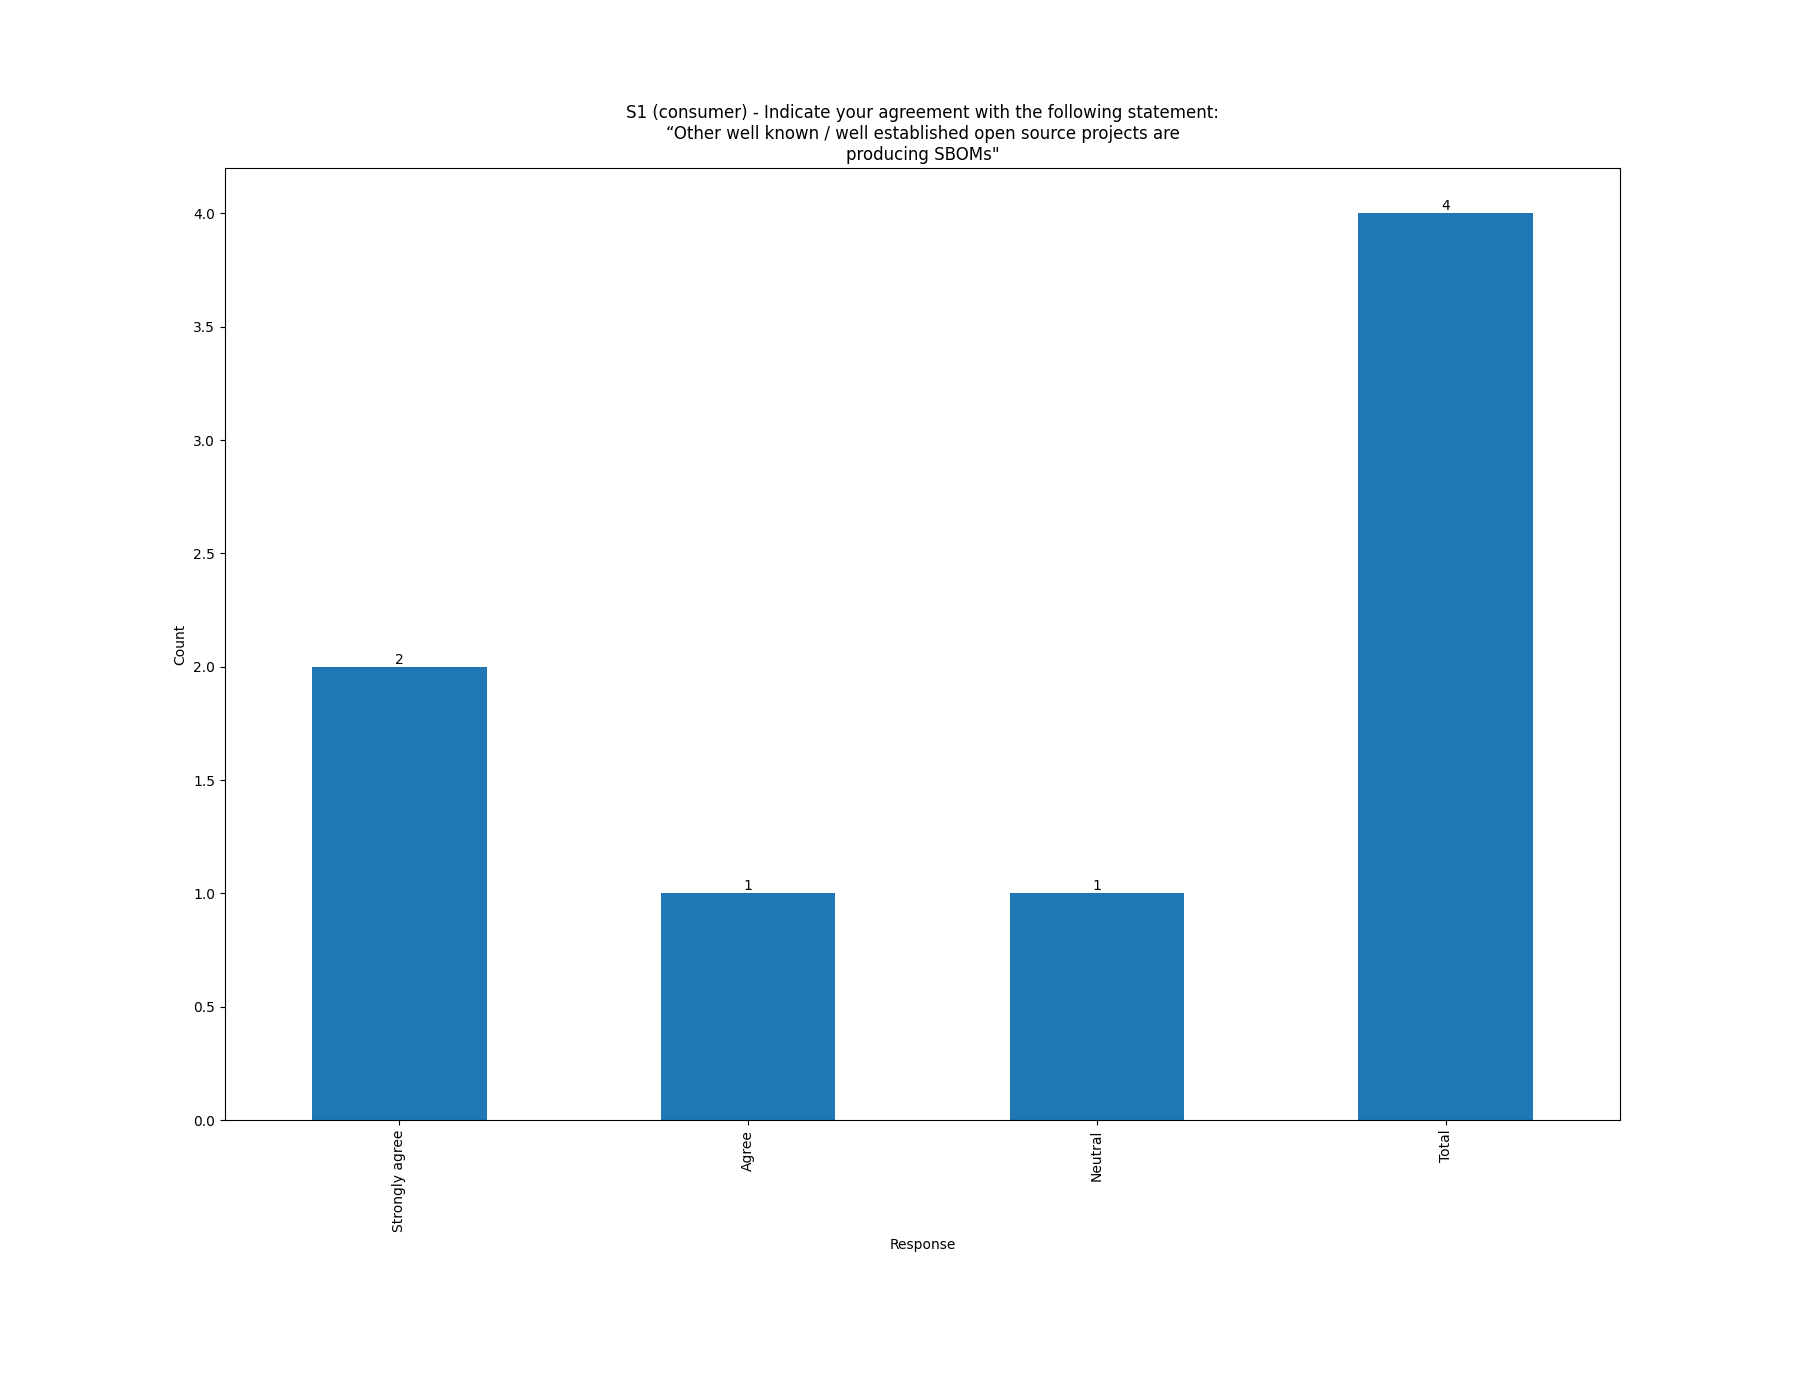 S1 (consumer) - Indicate your agreement with the following statement:
“Other well known / well established open source projects are
producing SBOMs"
4.0
3.5
3.0
2.5
2.0
1.5
1.0
0.5
0.0
Count
2
1
1
4
Strongly agree
Agree
Neutral
Total
Response